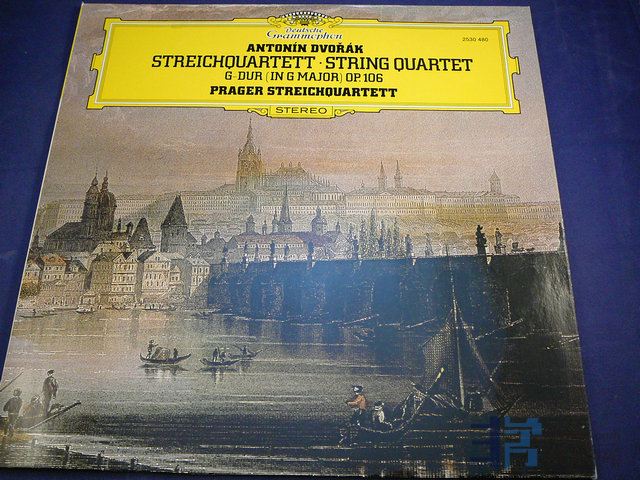 Deutsche
Grammophon
2530 480
ANTONÍN DVOŘÁK
STREICHQUARTETT · STRING QUARTET
G-DUR (IN G MAJOR) OP. 106
PRAGER STREICHQUARTETT
STEREO